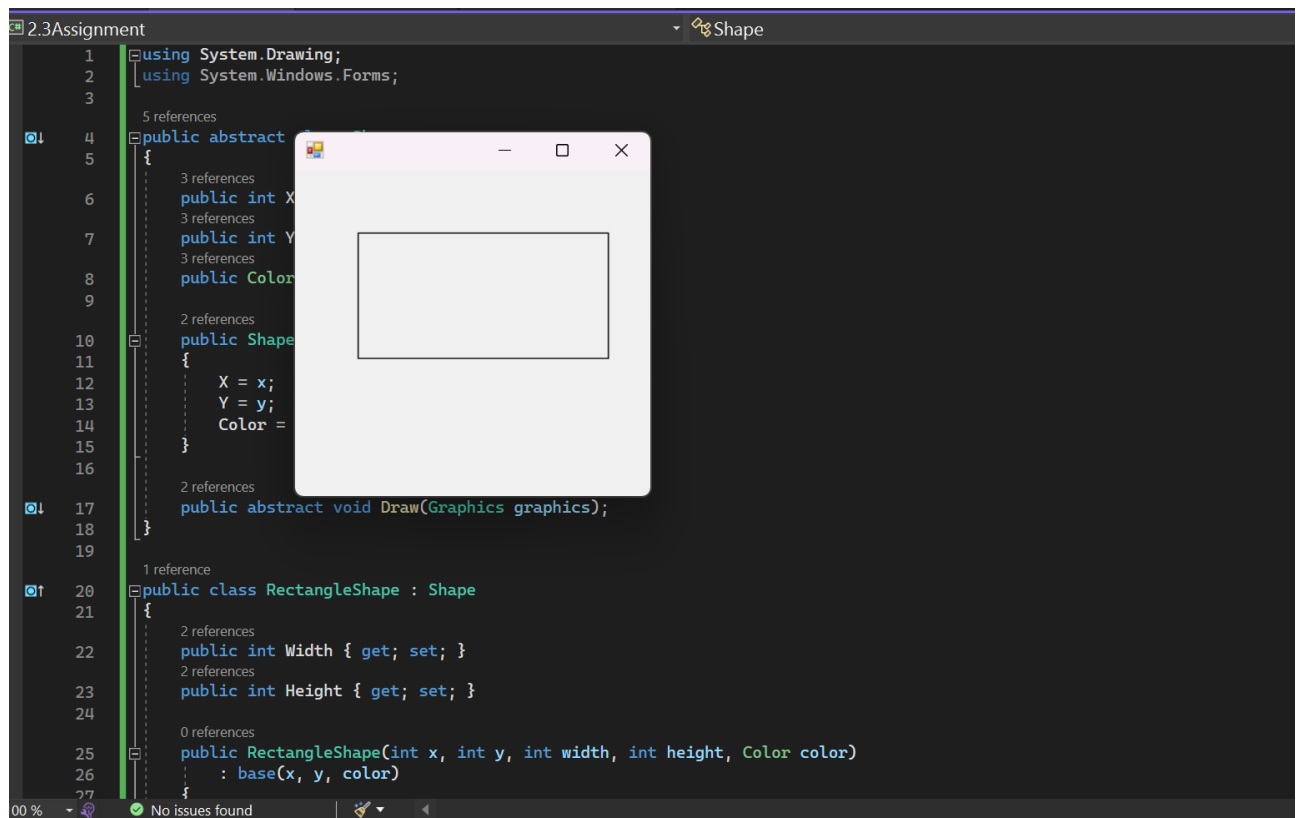 C# 2.3Assignment Shape
1 using System.Drawing;
2 using System.Windows.Forms;
3
5 references
4 public abstract
5 {
3 references
6 public int X
3 references
7 public int Y
3 references
8 public Color
9
2 references
10 public Shape
11 {
12 X = x;
13 Y = y;
14 Color =
15 }
16
2 references
17 public abstract void Draw(Graphics graphics);
18 }
19
1 reference
20 public class RectangleShape : Shape
21 {
2 references
22 public int Width { get; set; }
2 references
23 public int Height { get; set; }
24
0 references
25 public RectangleShape(int x, int y, int width, int height, Color color)
26 : base(x, y, color)
27 {
00 % No issues found